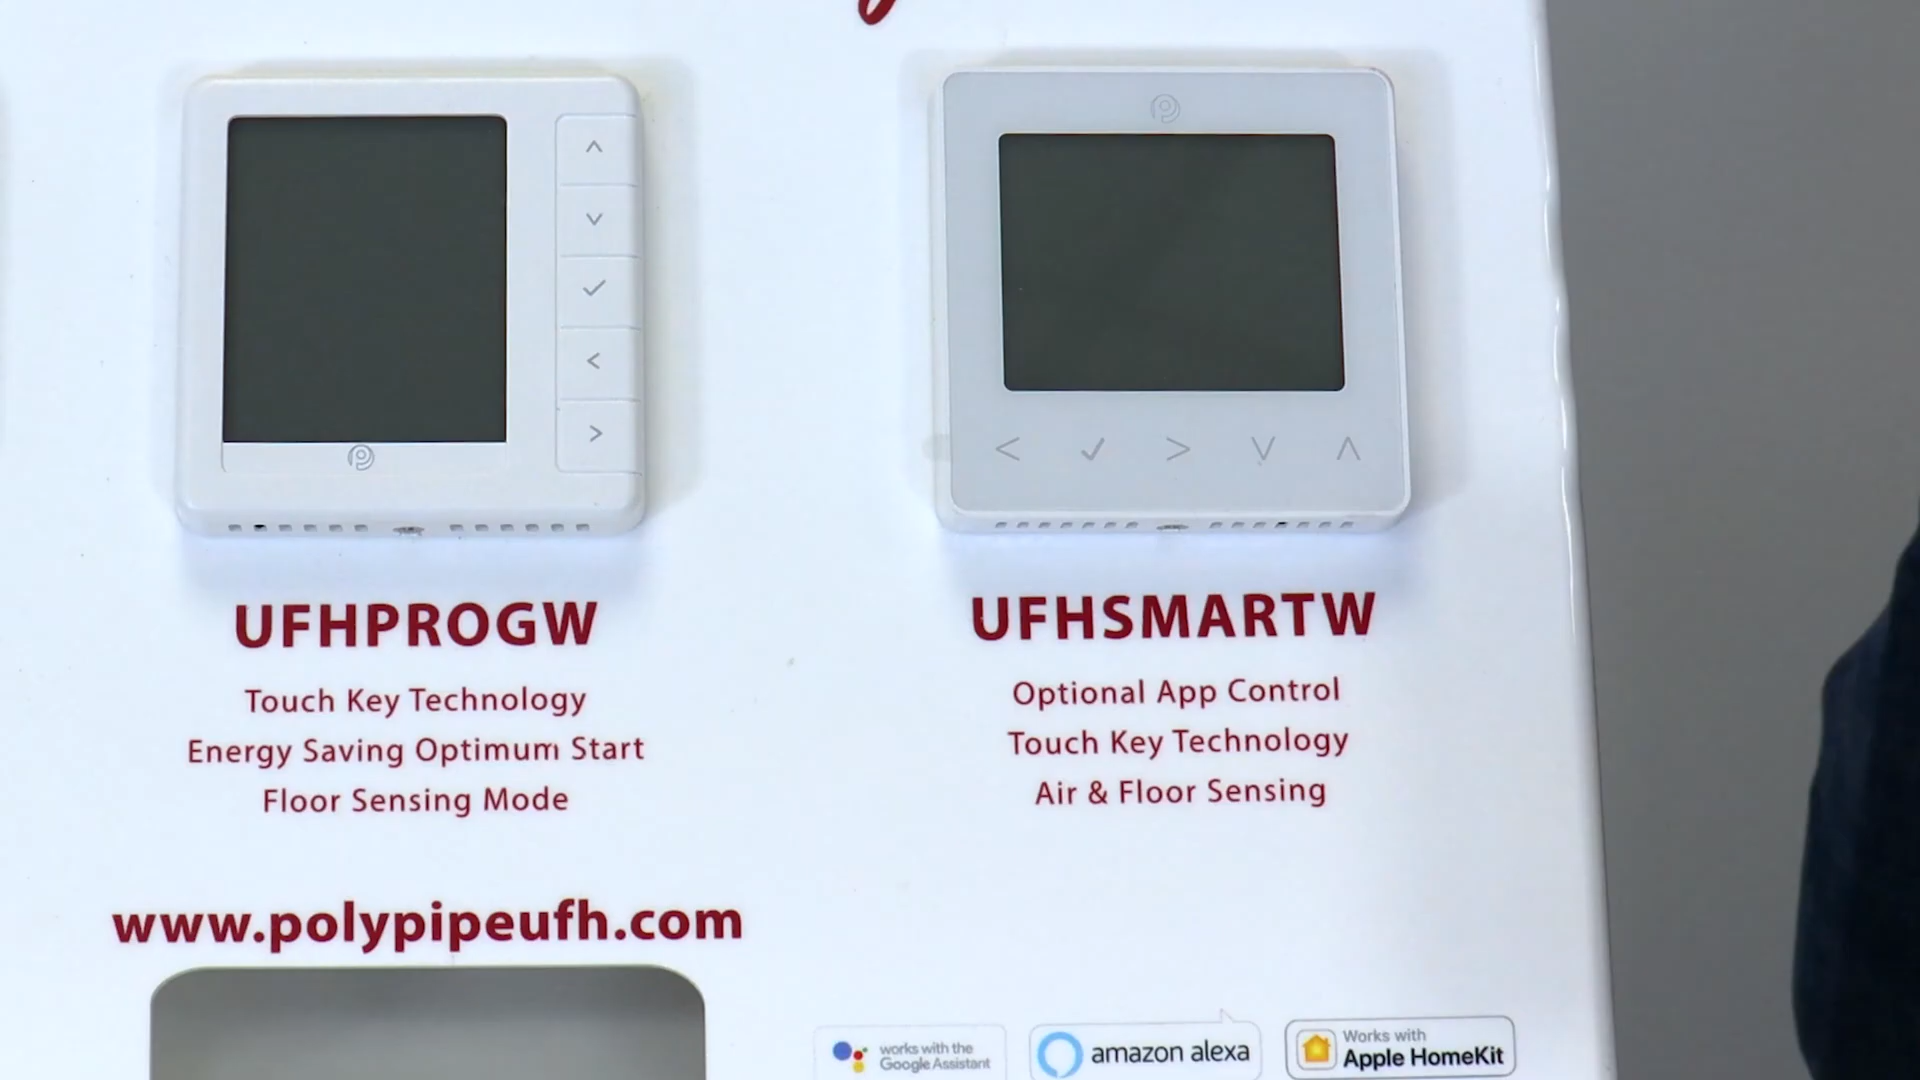 UFHPROGW
Touch Key Technology
Energy Saving Optimum Start
Floor Sensing Mode
UFHSMARTW
Optional App Control
Touch Key Technology
Air & Floor Sensing
www.polypipeufh.com
works with the
Google Assistant
amazon alexa
Works with
Apple HomeKit